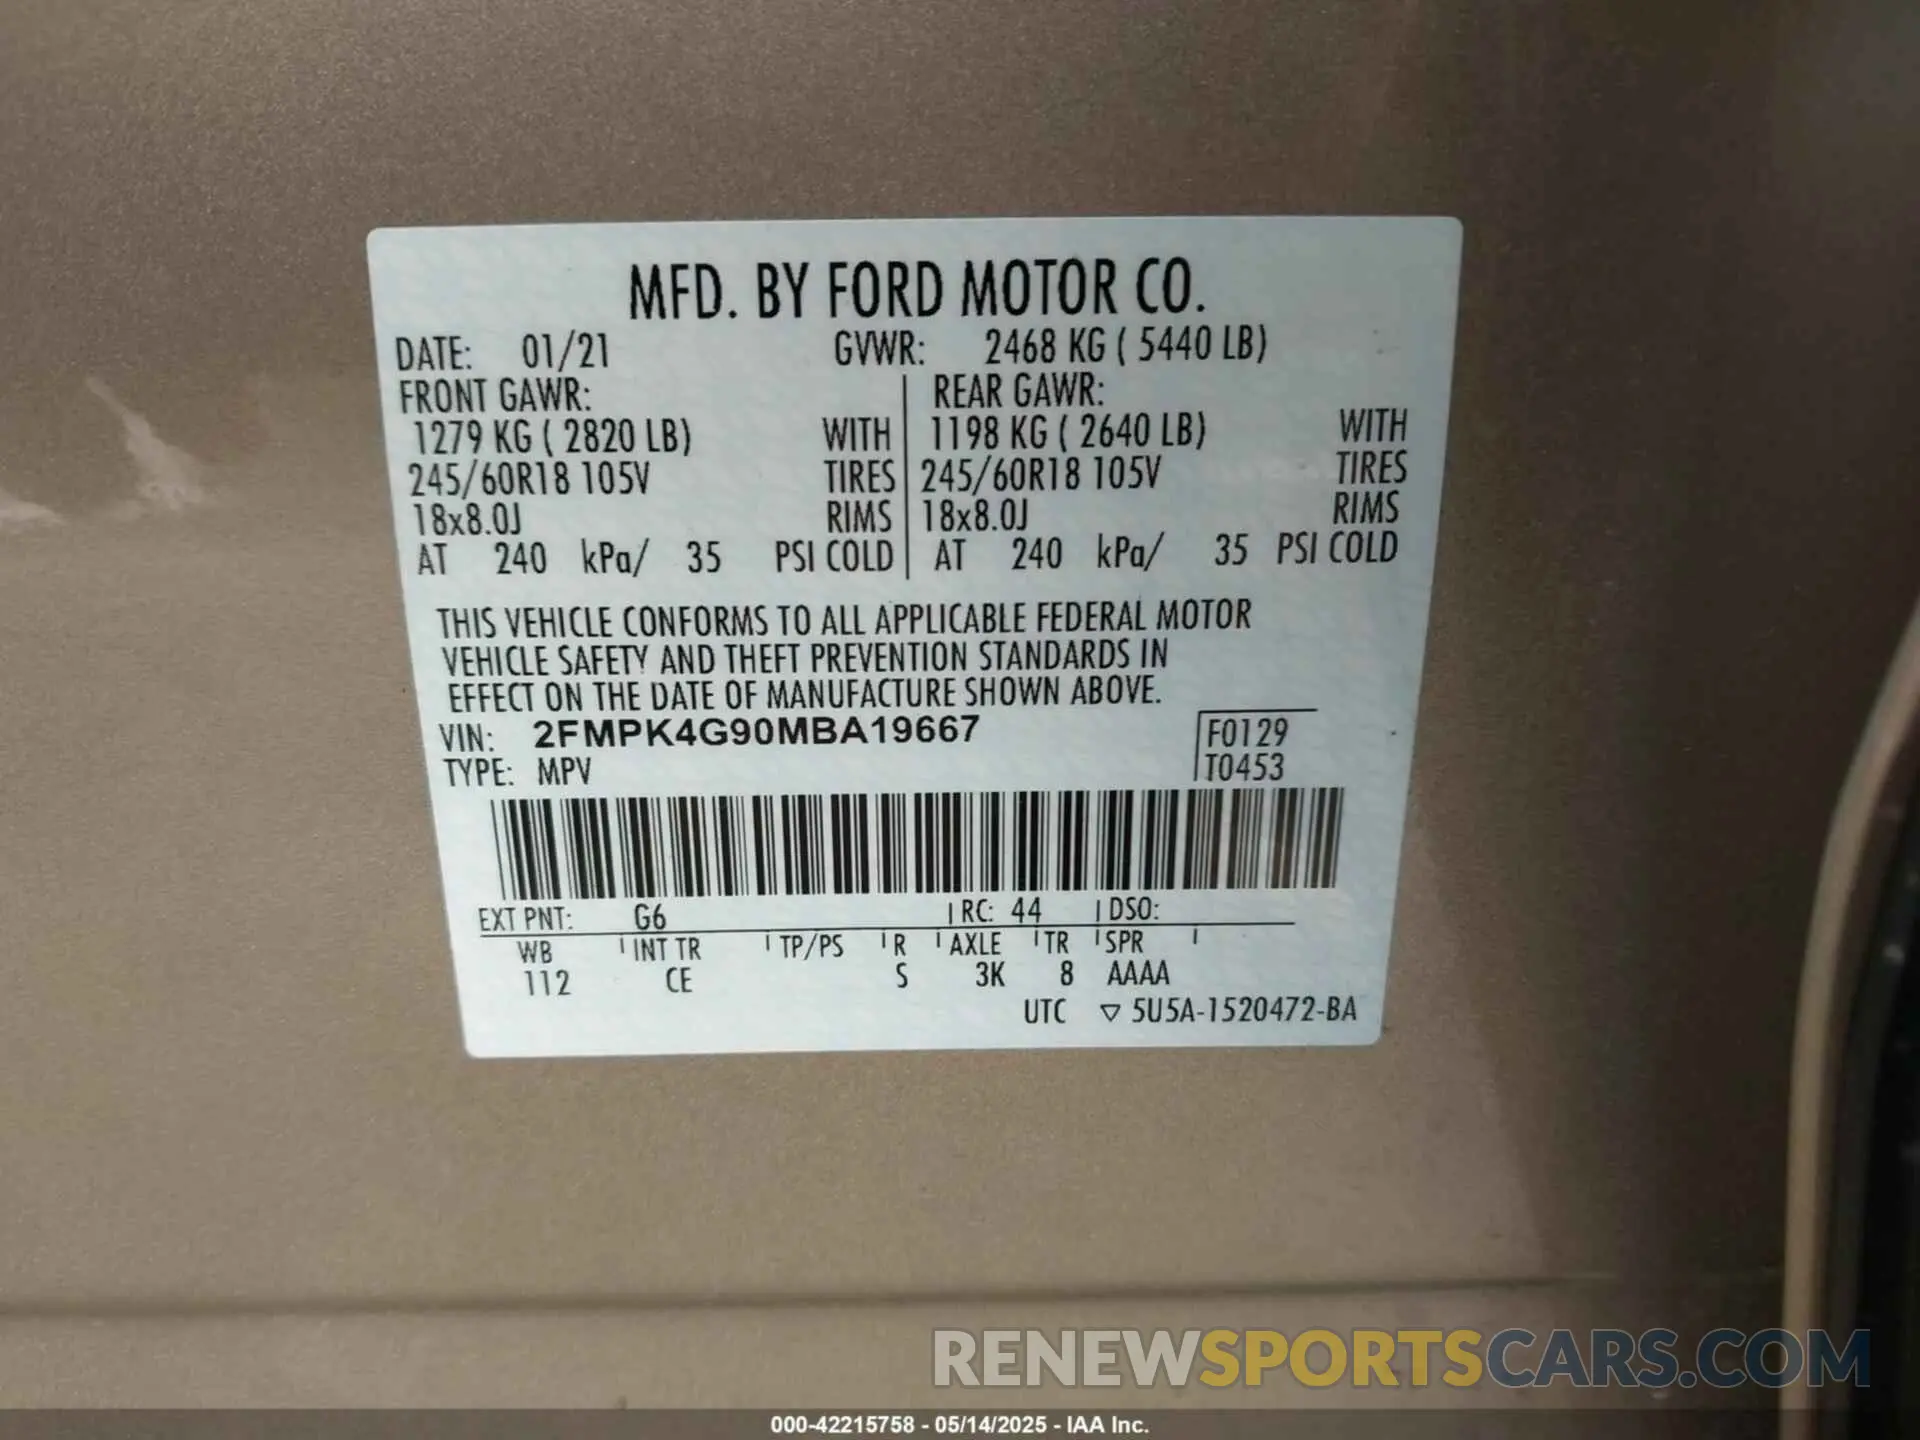 MFD. BY FORD MOTOR CO.
DATE: 01/21 GVWR: 2468 KG ( 5440 LB)
FRONT GAWR: REAR GAWR:
1279 KG ( 2820 LB) WITH 1198 KG ( 2640 LB) WITH
245/60R18 105V TIRES 245/60R18 105V TIRES
18x8.0J RIMS 18x8.0J RIMS
AT 240 kPa/ 35 PSI COLD AT 240 kPa/ 35 PSI COLD
THIS VEHICLE CONFORMS TO ALL APPLICABLE FEDERAL MOTOR
VEHICLE SAFETY AND THEFT PREVENTION STANDARDS IN
EFFECT ON THE DATE OF MANUFACTURE SHOWN ABOVE.
VIN: 2FMPK4G90MBA19667 F0129
TYPE: MPV T0453
EXT PNT: G6 RC: 44 DSO:
WB INT TR TP/PS R AXLE TR SPR
112 CE S 3K 8 AAAA
UTC ▽ 5U5A-1520472-BA
RENEWSPORTSCARS.COM
000-42215758 - 05/14/2025 - IAA Inc.